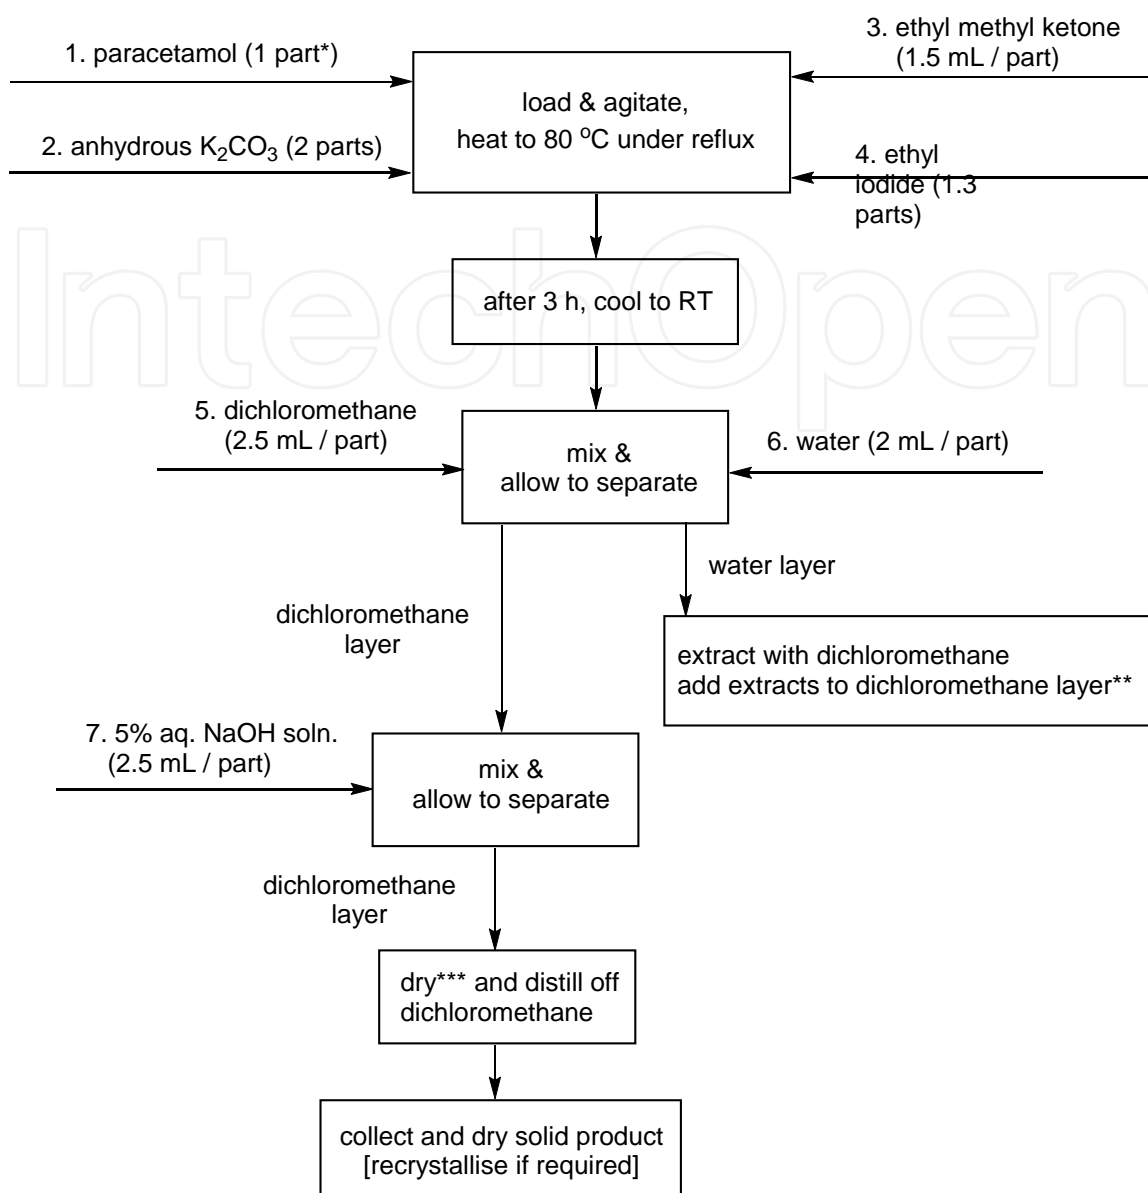 1. paracetamol (1 part*)
3. ethyl methyl ketone
(1.5 mL / part)
load & agitate,
heat to 80 °C under reflux
2. anhydrous K₂CO₃ (2 parts)
4. ethyl
iodide (1.3
parts)
IntechOpen
after 3 h, cool to RT
5. dichloromethane
(2.5 mL / part)
mix &
allow to separate
6. water (2 mL / part)
water layer
dichloromethane
layer
extract with dichloromethane
add extracts to dichloromethane layer**
7. 5% aq. NaOH soln.
(2.5 mL / part)
mix &
allow to separate
dichloromethane
layer
dry*** and distill off
dichloromethane
collect and dry solid product
[recrystallise if required]